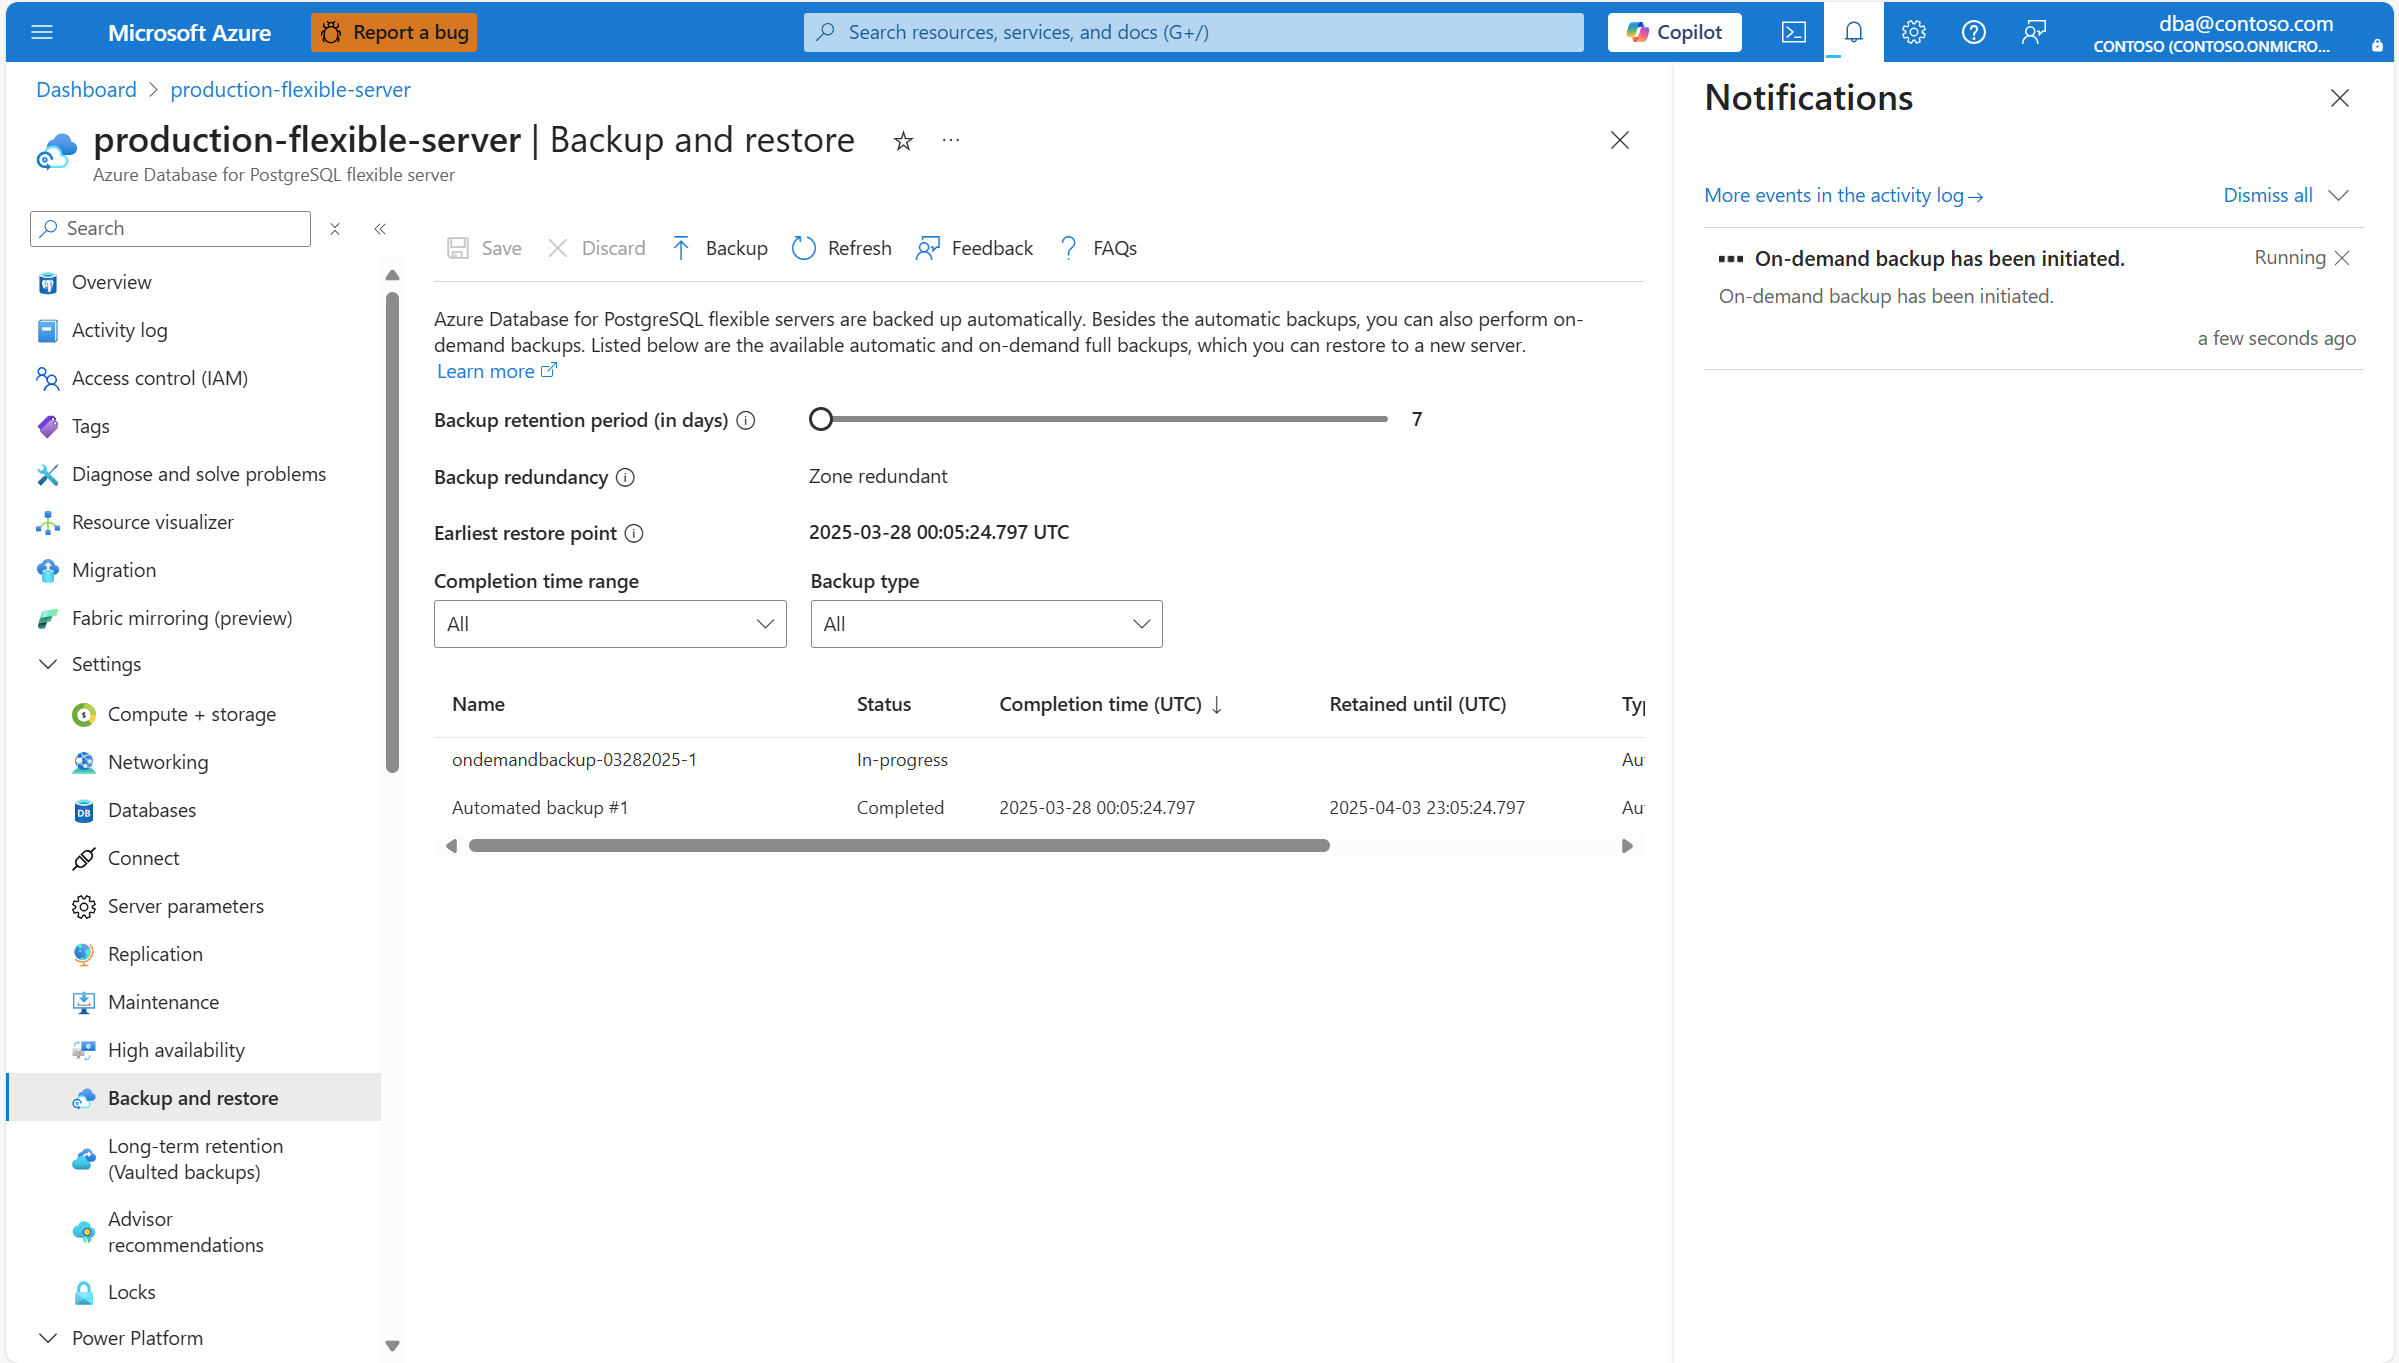 Microsoft Azure
Report a bug
Search resources, services, and docs (G+/)
Copilot
dba@contoso.com
CONTOSO (CONTOSO.ONMICRO...
Dashboard > production-flexible-server
production-flexible-server | Backup and restore
Azure Database for PostgreSQL flexible server
Search
Overview
Activity log
Access control (IAM)
Tags
Diagnose and solve problems
Resource visualizer
Migration
Fabric mirroring (preview)
Settings
Compute + storage
Networking
Databases
Connect
Server parameters
Replication
Maintenance
High availability
Backup and restore
Long-term retention
(Vaulted backups)
Advisor
recommendations
Locks
Power Platform
Save
Discard
Backup
Refresh
Feedback
FAQs
Azure Database for PostgreSQL flexible servers are backed up automatically. Besides the automatic backups, you can also perform on-
demand backups. Listed below are the available automatic and on-demand full backups, which you can restore to a new server.
Learn more
Backup retention period (in days) 7
Backup redundancy Zone redundant
Earliest restore point 2025-03-28 00:05:24.797 UTC
Completion time range Backup type
All All
Name Status Completion time (UTC) ↓ Retained until (UTC) Typ
ondemandbackup-03282025-1 In-progress Au
Automated backup #1 Completed 2025-03-28 00:05:24.797 2025-04-03 23:05:24.797 Au
Notifications
More events in the activity log→ Dismiss all
On-demand backup has been initiated. Running
On-demand backup has been initiated.
a few seconds ago